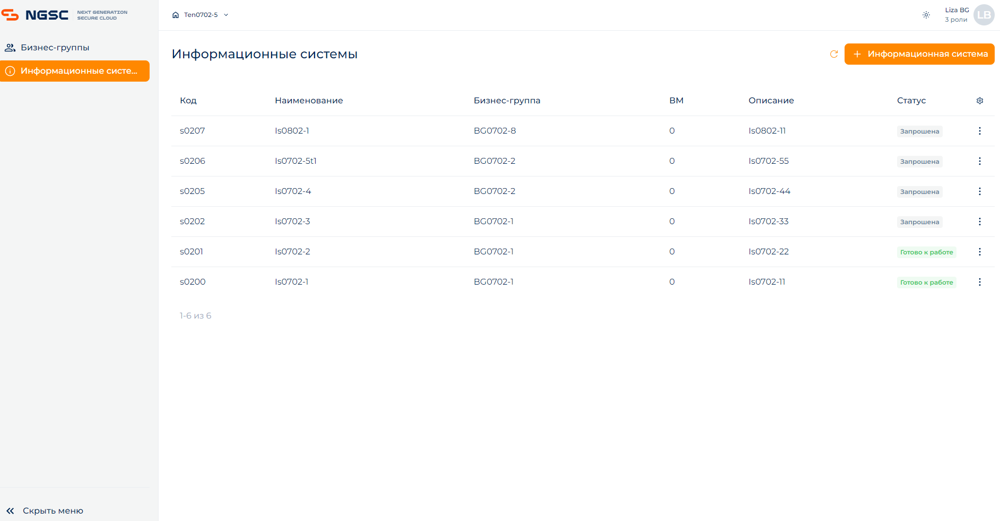 NGSC NEXT GENERATION
SECURE CLOUD
Ten0702-5
Liza BG
3 роли
LB
Бизнес-группы
Информационные систе...
Информационные системы
+ Информационная система
Код Наименование Бизнес-группа ВМ Описание Статус
s0207 Is0802-1 BG0702-8 0 Is0802-11 Запрошена
s0206 Is0702-5t1 BG0702-2 0 Is0702-55 Запрошена
s0205 Is0702-4 BG0702-2 0 Is0702-44 Запрошена
s0202 Is0702-3 BG0702-1 0 Is0702-33 Запрошена
s0201 Is0702-2 BG0702-1 0 Is0702-22 Готово к работе
s0200 Is0702-1 BG0702-1 0 Is0702-11 Готово к работе
1-6 из 6
Скрыть меню